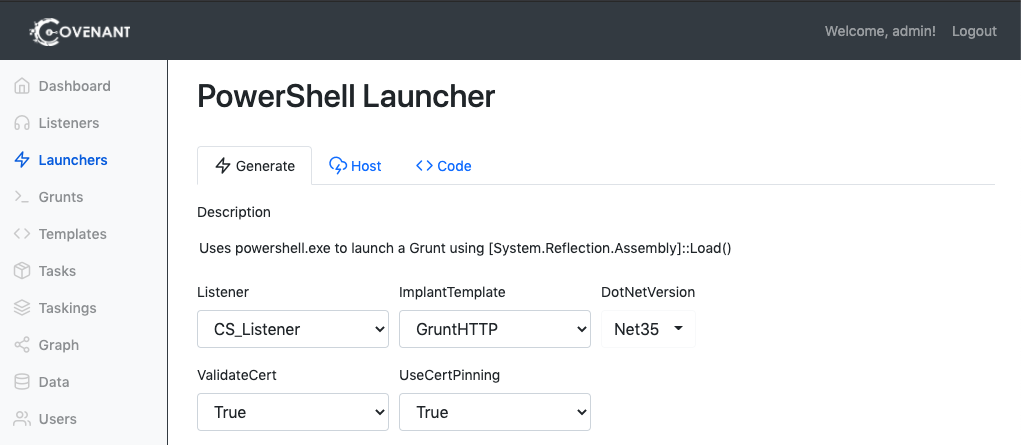 COVENANT
Welcome, admin! Logout
Dashboard
Listeners
Launchers
Grunts
Templates
Tasks
Taskings
Graph
Data
Users
PowerShell Launcher
Generate Host Code
Description
Uses powershell.exe to launch a Grunt using [System.Reflection.Assembly]::Load()
Listener ImplantTemplate DotNetVersion
CS_Listener GruntHTTP Net35
ValidateCert UseCertPinning
True True